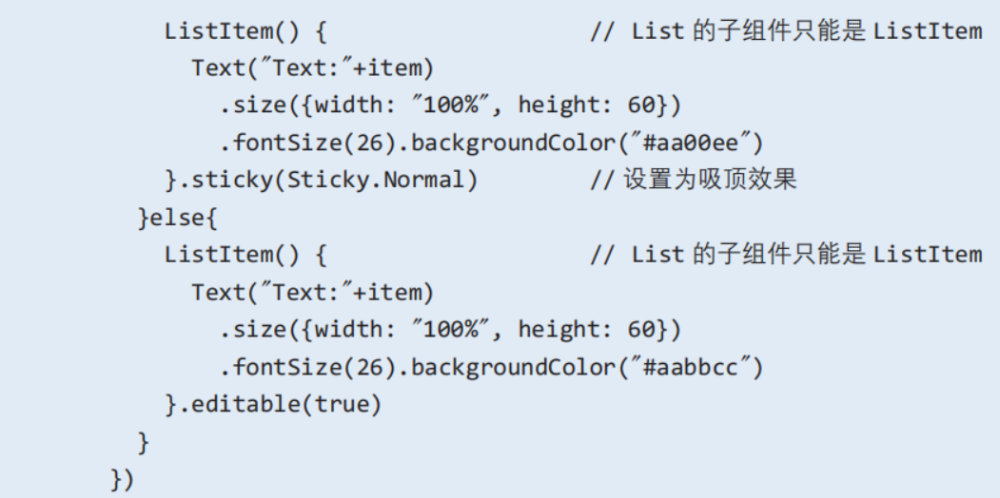 ListItem() { // List 的子组件只能是 ListItem
Text("Text:"+item)
.size({width: "100%", height: 60})
.fontSize(26).backgroundColor("#aa00ee")
}.sticky(Sticky.Normal) // 设置为吸顶效果
}else{
ListItem() { // List 的子组件只能是 ListItem
Text("Text:"+item)
.size({width: "100%", height: 60})
.fontSize(26).backgroundColor("#aabbcc")
}.editable(true)
}
})